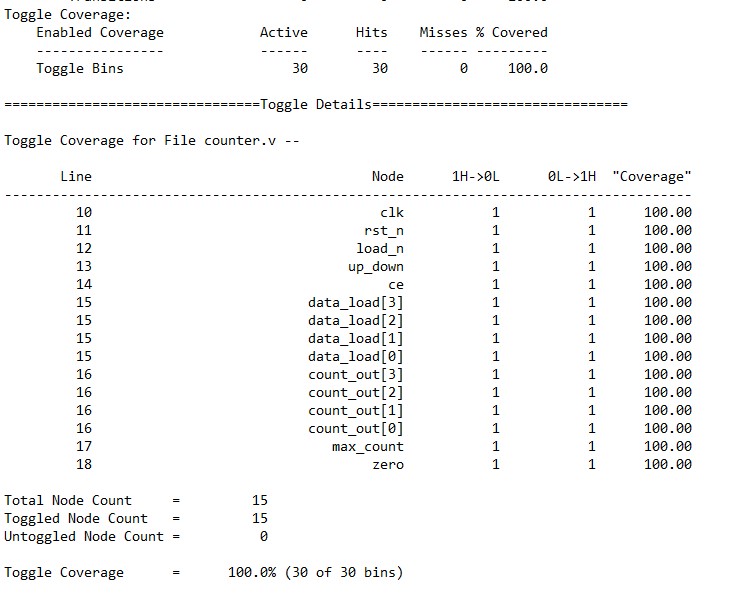 Toggle Coverage:
Enabled Coverage Active Hits Misses % Covered
---------------- ------ ---- ------ ---------
Toggle Bins 30 30 0 100.0
================================Toggle Details================================
Toggle Coverage for File counter.v --
Line Node 1H->0L 0L->1H "Coverage"
--------------------------------------------------------------------------------------
10 clk 1 1 100.00
11 rst_n 1 1 100.00
12 load_n 1 1 100.00
13 up_down 1 1 100.00
14 ce 1 1 100.00
15 data_load[3] 1 1 100.00
15 data_load[2] 1 1 100.00
15 data_load[1] 1 1 100.00
15 data_load[0] 1 1 100.00
16 count_out[3] 1 1 100.00
16 count_out[2] 1 1 100.00
16 count_out[1] 1 1 100.00
16 count_out[0] 1 1 100.00
17 max_count 1 1 100.00
18 zero 1 1 100.00
Total Node Count = 15
Toggled Node Count = 15
Untoggled Node Count = 0
Toggle Coverage = 100.0% (30 of 30 bins)